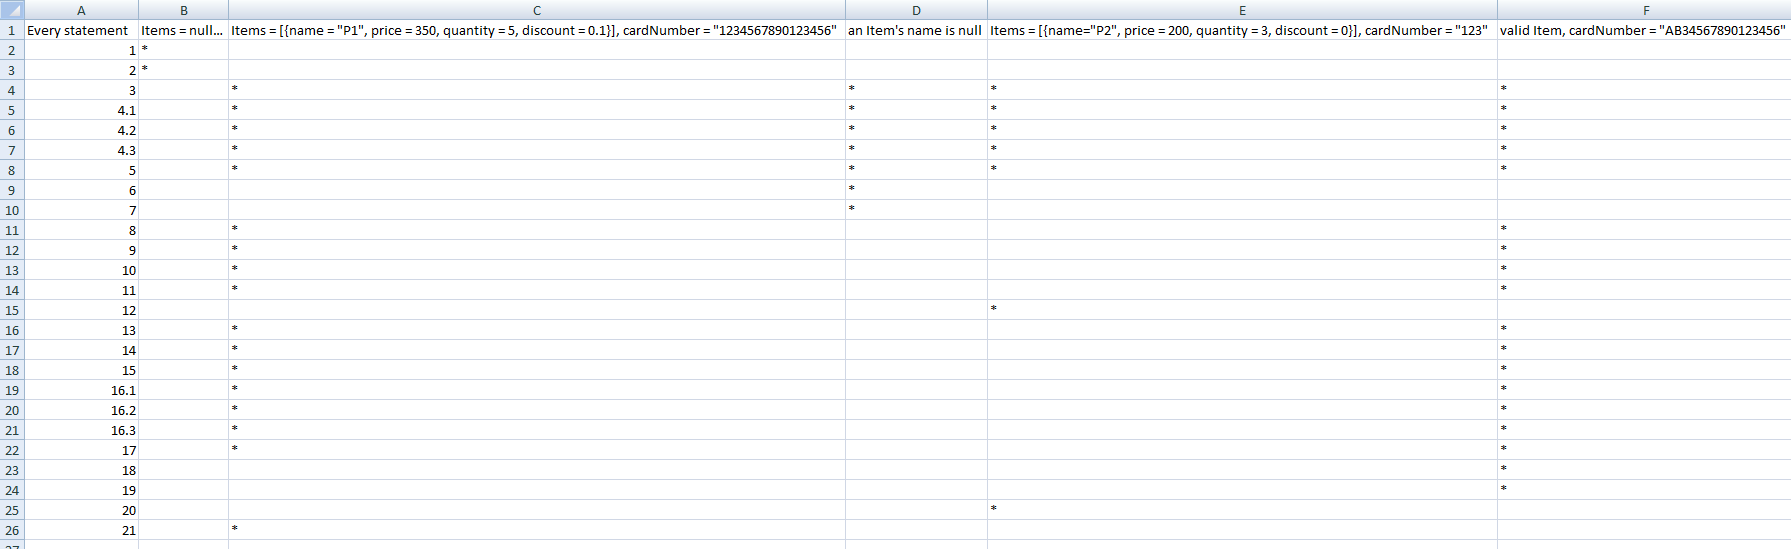 A B C D E F
1 Every statement Items = null... Items = [{name = "P1", price = 350, quantity = 5, discount = 0.1}], cardNumber = "1234567890123456" an Item's name is null Items = [{name="P2", price = 200, quantity = 3, discount = 0}], cardNumber = "123" valid Item, cardNumber = "AB34567890123456"
2 1 *
3 2 *
4 3 * * * *
5 4.1 * * * *
6 4.2 * * * *
7 4.3 * * * *
8 5 * * * *
9 6 *
10 7 *
11 8 * *
12 9 * *
13 10 * *
14 11 * *
15 12 *
16 13 * *
17 14 * *
18 15 * *
19 16.1 * *
20 16.2 * *
21 16.3 * *
22 17 * *
23 18 *
24 19 *
25 20 *
26 21 *